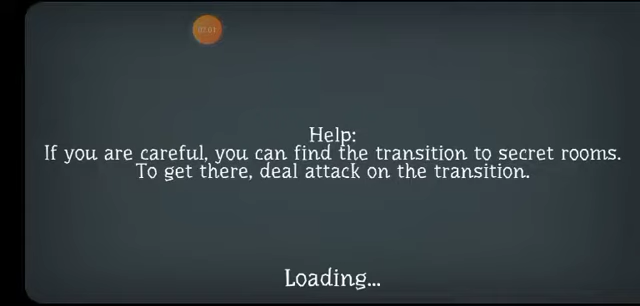 Help:
If you are careful, you can find the transition to secret rooms.
To get there, deal attack on the transition.
Loading...